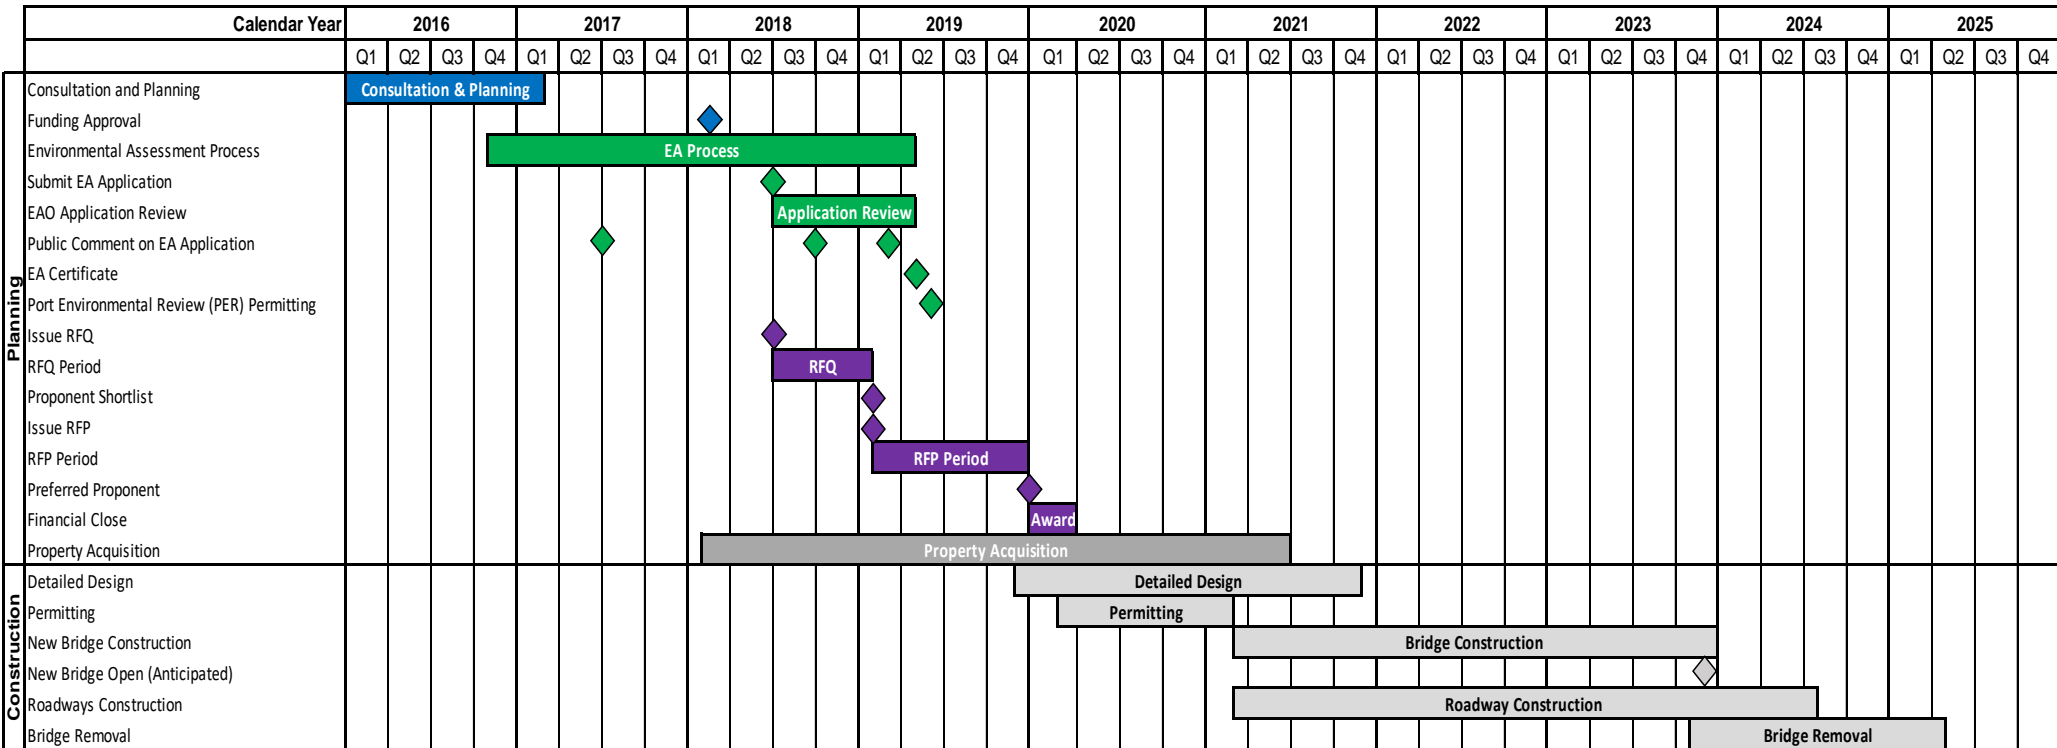 Calendar Year 2016 2017 2018 2019 2020 2021 2022 2023 2024 2025
Q1 Q2 Q3 Q4 Q1 Q2 Q3 Q4 Q1 Q2 Q3 Q4 Q1 Q2 Q3 Q4 Q1 Q2 Q3 Q4 Q1 Q2 Q3 Q4 Q1 Q2 Q3 Q4 Q1 Q2 Q3 Q4 Q1 Q2 Q3 Q4 Q1 Q2 Q3 Q4
Planning
Consultation and Planning Consultation & Planning
Funding Approval
Environmental Assessment Process EA Process
Submit EA Application
EAO Application Review Application Review
Public Comment on EA Application
EA Certificate
Port Environmental Review (PER) Permitting
Issue RFQ
RFQ Period RFQ
Proponent Shortlist
Issue RFP
RFP Period RFP Period
Preferred Proponent
Financial Close Award
Property Acquisition Property Acquisition
Construction
Detailed Design Detailed Design
Permitting Permitting
New Bridge Construction Bridge Construction
New Bridge Open (Anticipated)
Roadways Construction Roadway Construction
Bridge Removal Bridge Removal